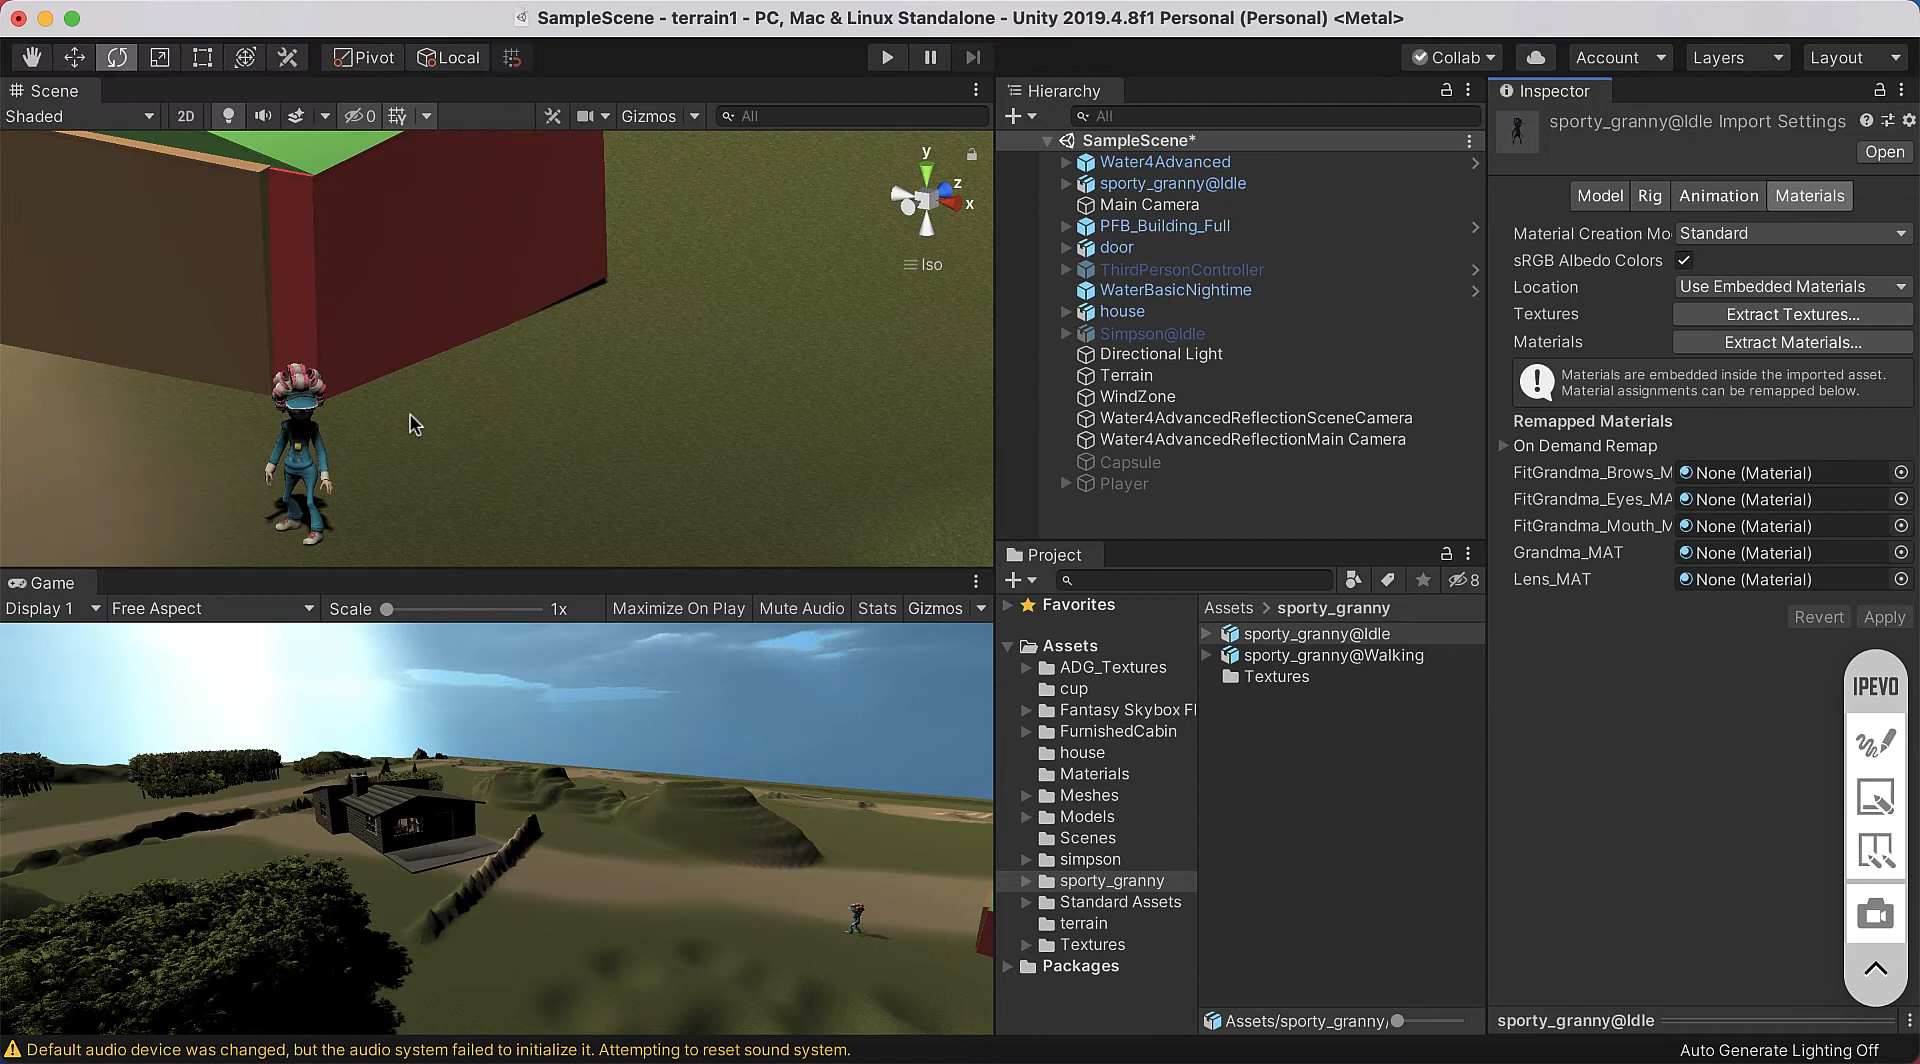 SampleScene - terrain1 - PC, Mac & Linux Standalone - Unity 2019.4.8f1 Personal (Personal) <Metal>
Pivot
Local
Collab
Account
Layers
Layout
Scene
Shaded
2D
0
Gizmos
All
y
z
x
Iso
Game
Display 1
Free Aspect
Scale
1x
Maximize On Play
Mute Audio
Stats
Gizmos
Hierarchy
All
SampleScene*
Water4Advanced
sporty_granny@Idle
Main Camera
PFB_Building_Full
door
ThirdPersonController
WaterBasicNightime
house
Simpson@Idle
Directional Light
Terrain
WindZone
Water4AdvancedReflectionSceneCamera
Water4AdvancedReflectionMain Camera
Capsule
Player
Project
8
Favorites
Assets
ADG_Textures
cup
Fantasy Skybox Fl
FurnishedCabin
house
Materials
Meshes
Models
Scenes
simpson
sporty_granny
Standard Assets
terrain
Textures
Packages
Assets > sporty_granny
sporty_granny@Idle
sporty_granny@Walking
Textures
Assets/sporty_granny/
Inspector
sporty_granny@Idle Import Settings
Open
Model
Rig
Animation
Materials
Material Creation Mo
Standard
sRGB Albedo Colors
Location
Use Embedded Materials
Textures
Extract Textures...
Materials
Extract Materials...
Materials are embedded inside the imported asset.
Material assignments can be remapped below.
Remapped Materials
On Demand Remap
FitGrandma_Brows_M
None (Material)
FitGrandma_Eyes_MA
None (Material)
FitGrandma_Mouth_M
None (Material)
Grandma_MAT
None (Material)
Lens_MAT
None (Material)
Revert
Apply
IPEVO
sporty_granny@Idle
Default audio device was changed, but the audio system failed to initialize it. Attempting to reset sound system.
Auto Generate Lighting Off